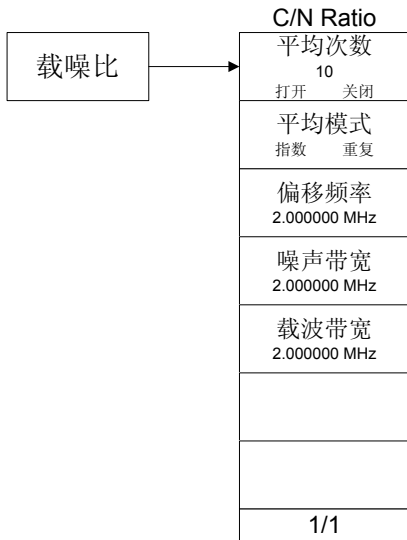 C/N Ratio
载噪比
平均次数
10
打开 关闭
平均模式
指数 重复
偏移频率
2.000000 MHz
噪声带宽
2.000000 MHz
载波带宽
2.000000 MHz
1/1